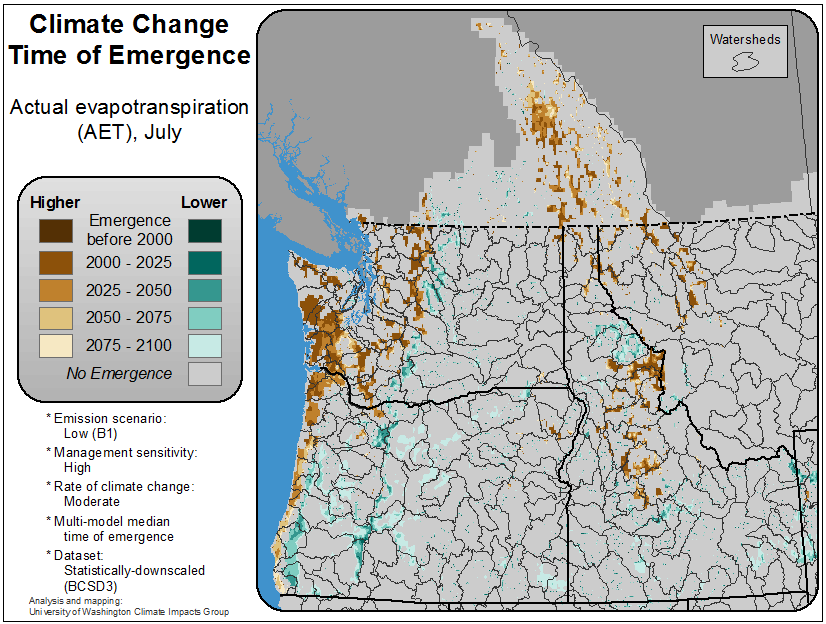 Climate Change
Time of Emergence
Actual evapotranspiration
(AET), July
Higher
Lower
Emergence
before 2000
2000 - 2025
2025 - 2050
2050 - 2075
2075 - 2100
No Emergence
* Emission scenario:
Low (B1)
* Management sensitivity:
High
* Rate of climate change:
Moderate
* Multi-model median
time of emergence
* Dataset:
Statistically-downscaled
(BCSD3)
Analysis and mapping:
University of Washington Climate Impacts Group
Watersheds